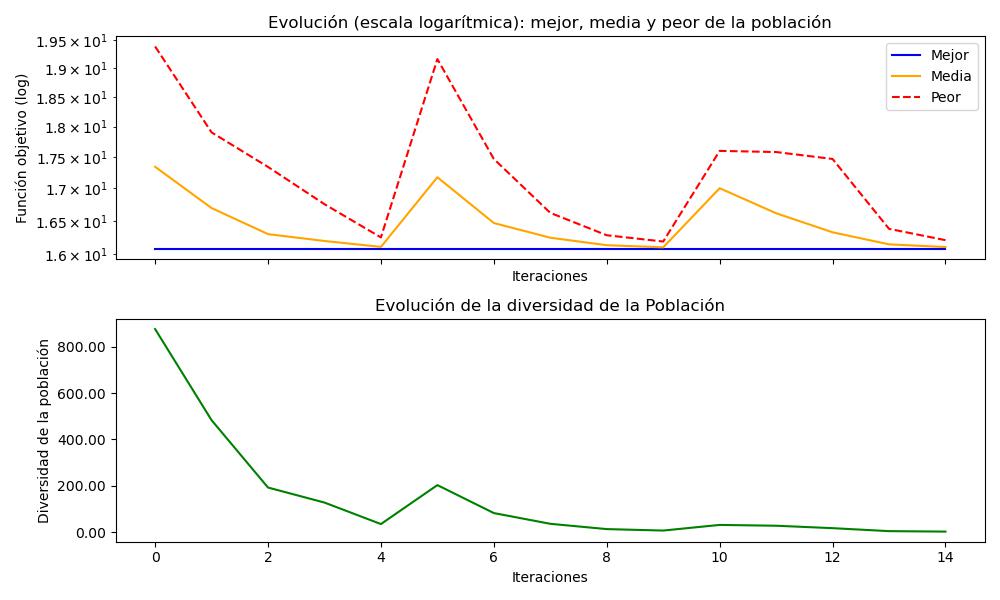 Evolución (escala logarítmica): mejor, media y peor de la población
Función objetivo (log)
1.95 × 10¹
1.9 × 10¹
1.85 × 10¹
1.8 × 10¹
1.75 × 10¹
1.7 × 10¹
1.65 × 10¹
1.6 × 10¹
Mejor
Media
Peor
Iteraciones
Evolución de la diversidad de la Población
Diversidad de la población
800.00
600.00
400.00
200.00
0.00
0 2 4 6 8 10 12 14
Iteraciones